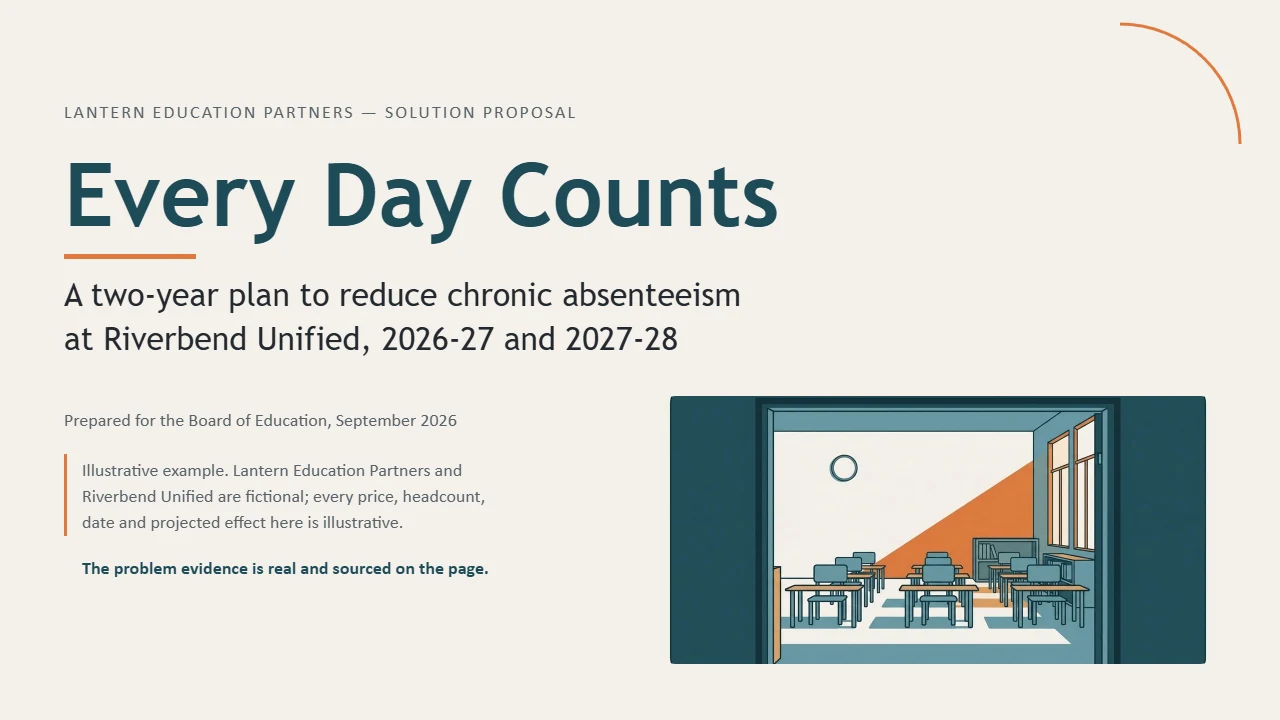 LANTERN EDUCATION PARTNERS — SOLUTION PROPOSAL
Every Day Counts
A two-year plan to reduce chronic absenteeism
at Riverbend Unified, 2026-27 and 2027-28
Prepared for the Board of Education, September 2026
Illustrative example. Lantern Education Partners and
Riverbend Unified are fictional; every price, headcount,
date and projected effect here is illustrative.
The problem evidence is real and sourced on the page.